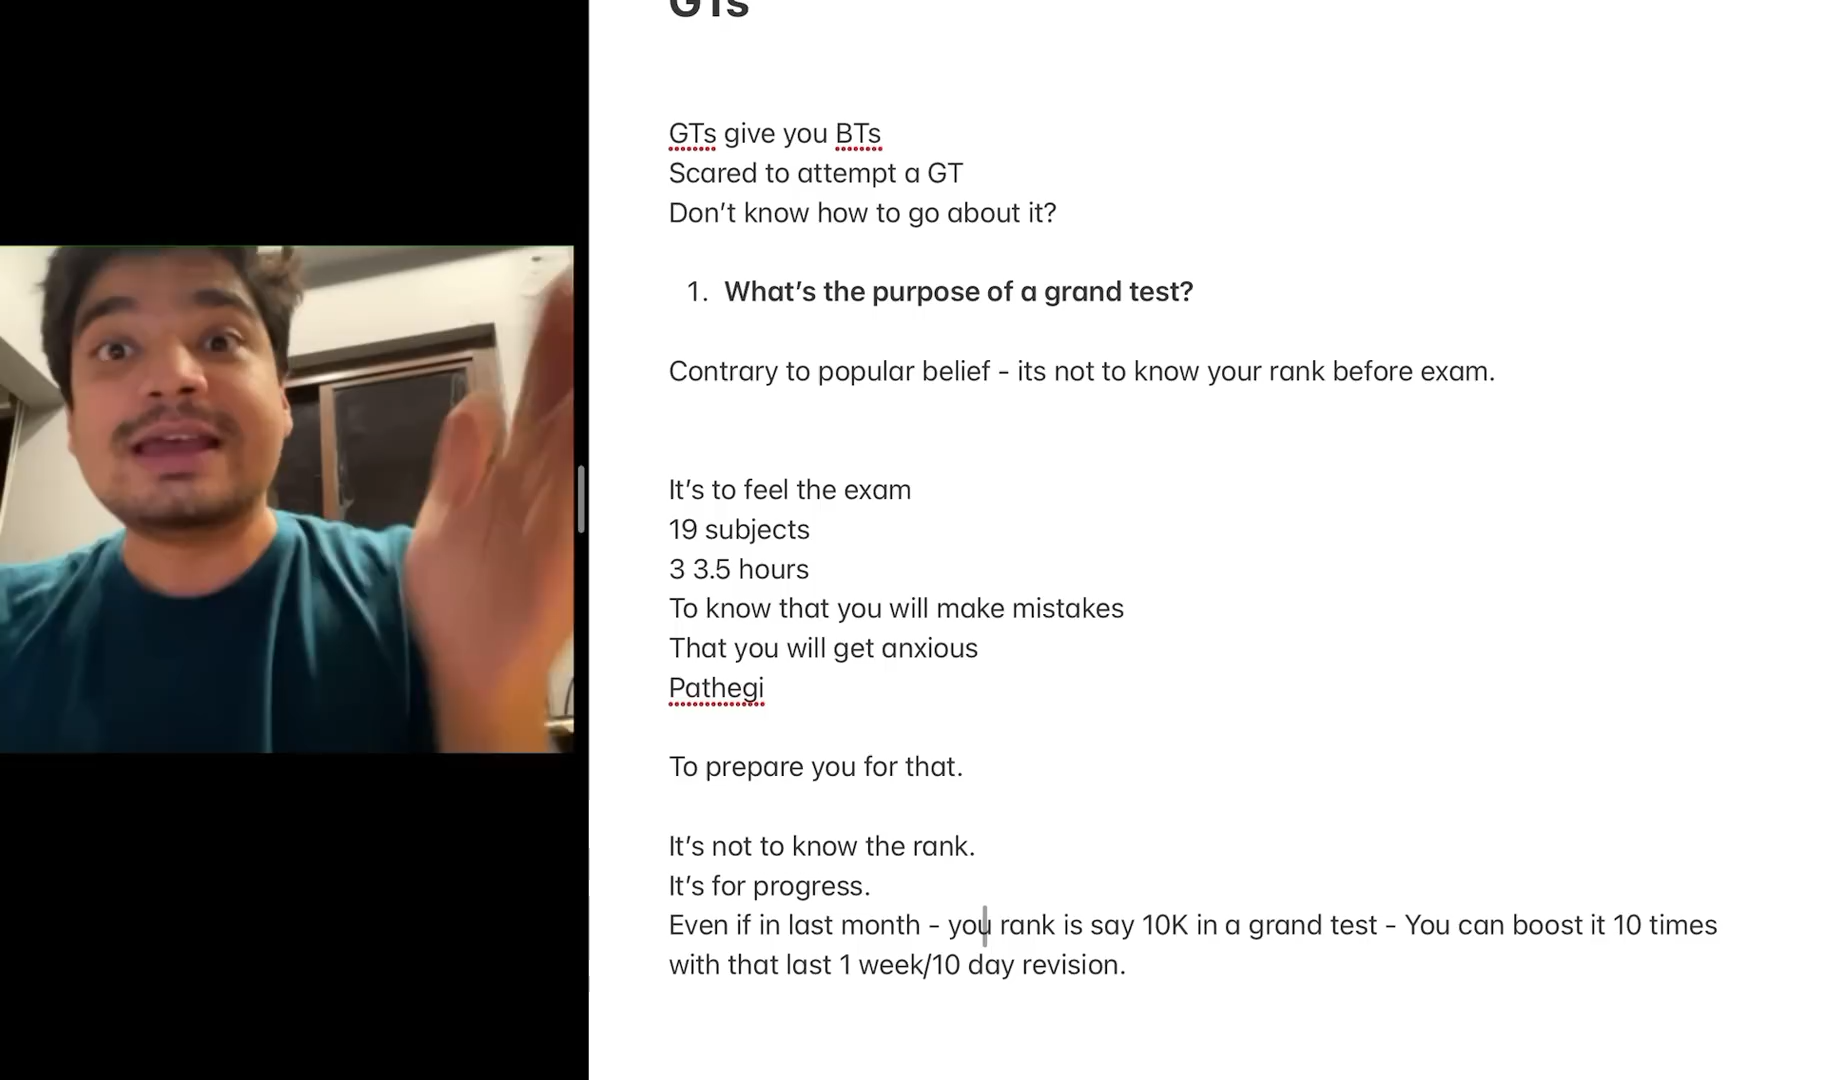 GTs
GTs give you BTs
Scared to attempt a GT
Don’t know how to go about it?
1. What’s the purpose of a grand test?
Contrary to popular belief - its not to know your rank before exam.
It’s to feel the exam
19 subjects
3 3.5 hours
To know that you will make mistakes
That you will get anxious
Pathegi
To prepare you for that.
It’s not to know the rank.
It’s for progress.
Even if in last month - you rank is say 10K in a grand test - You can boost it 10 times
with that last 1 week/10 day revision.